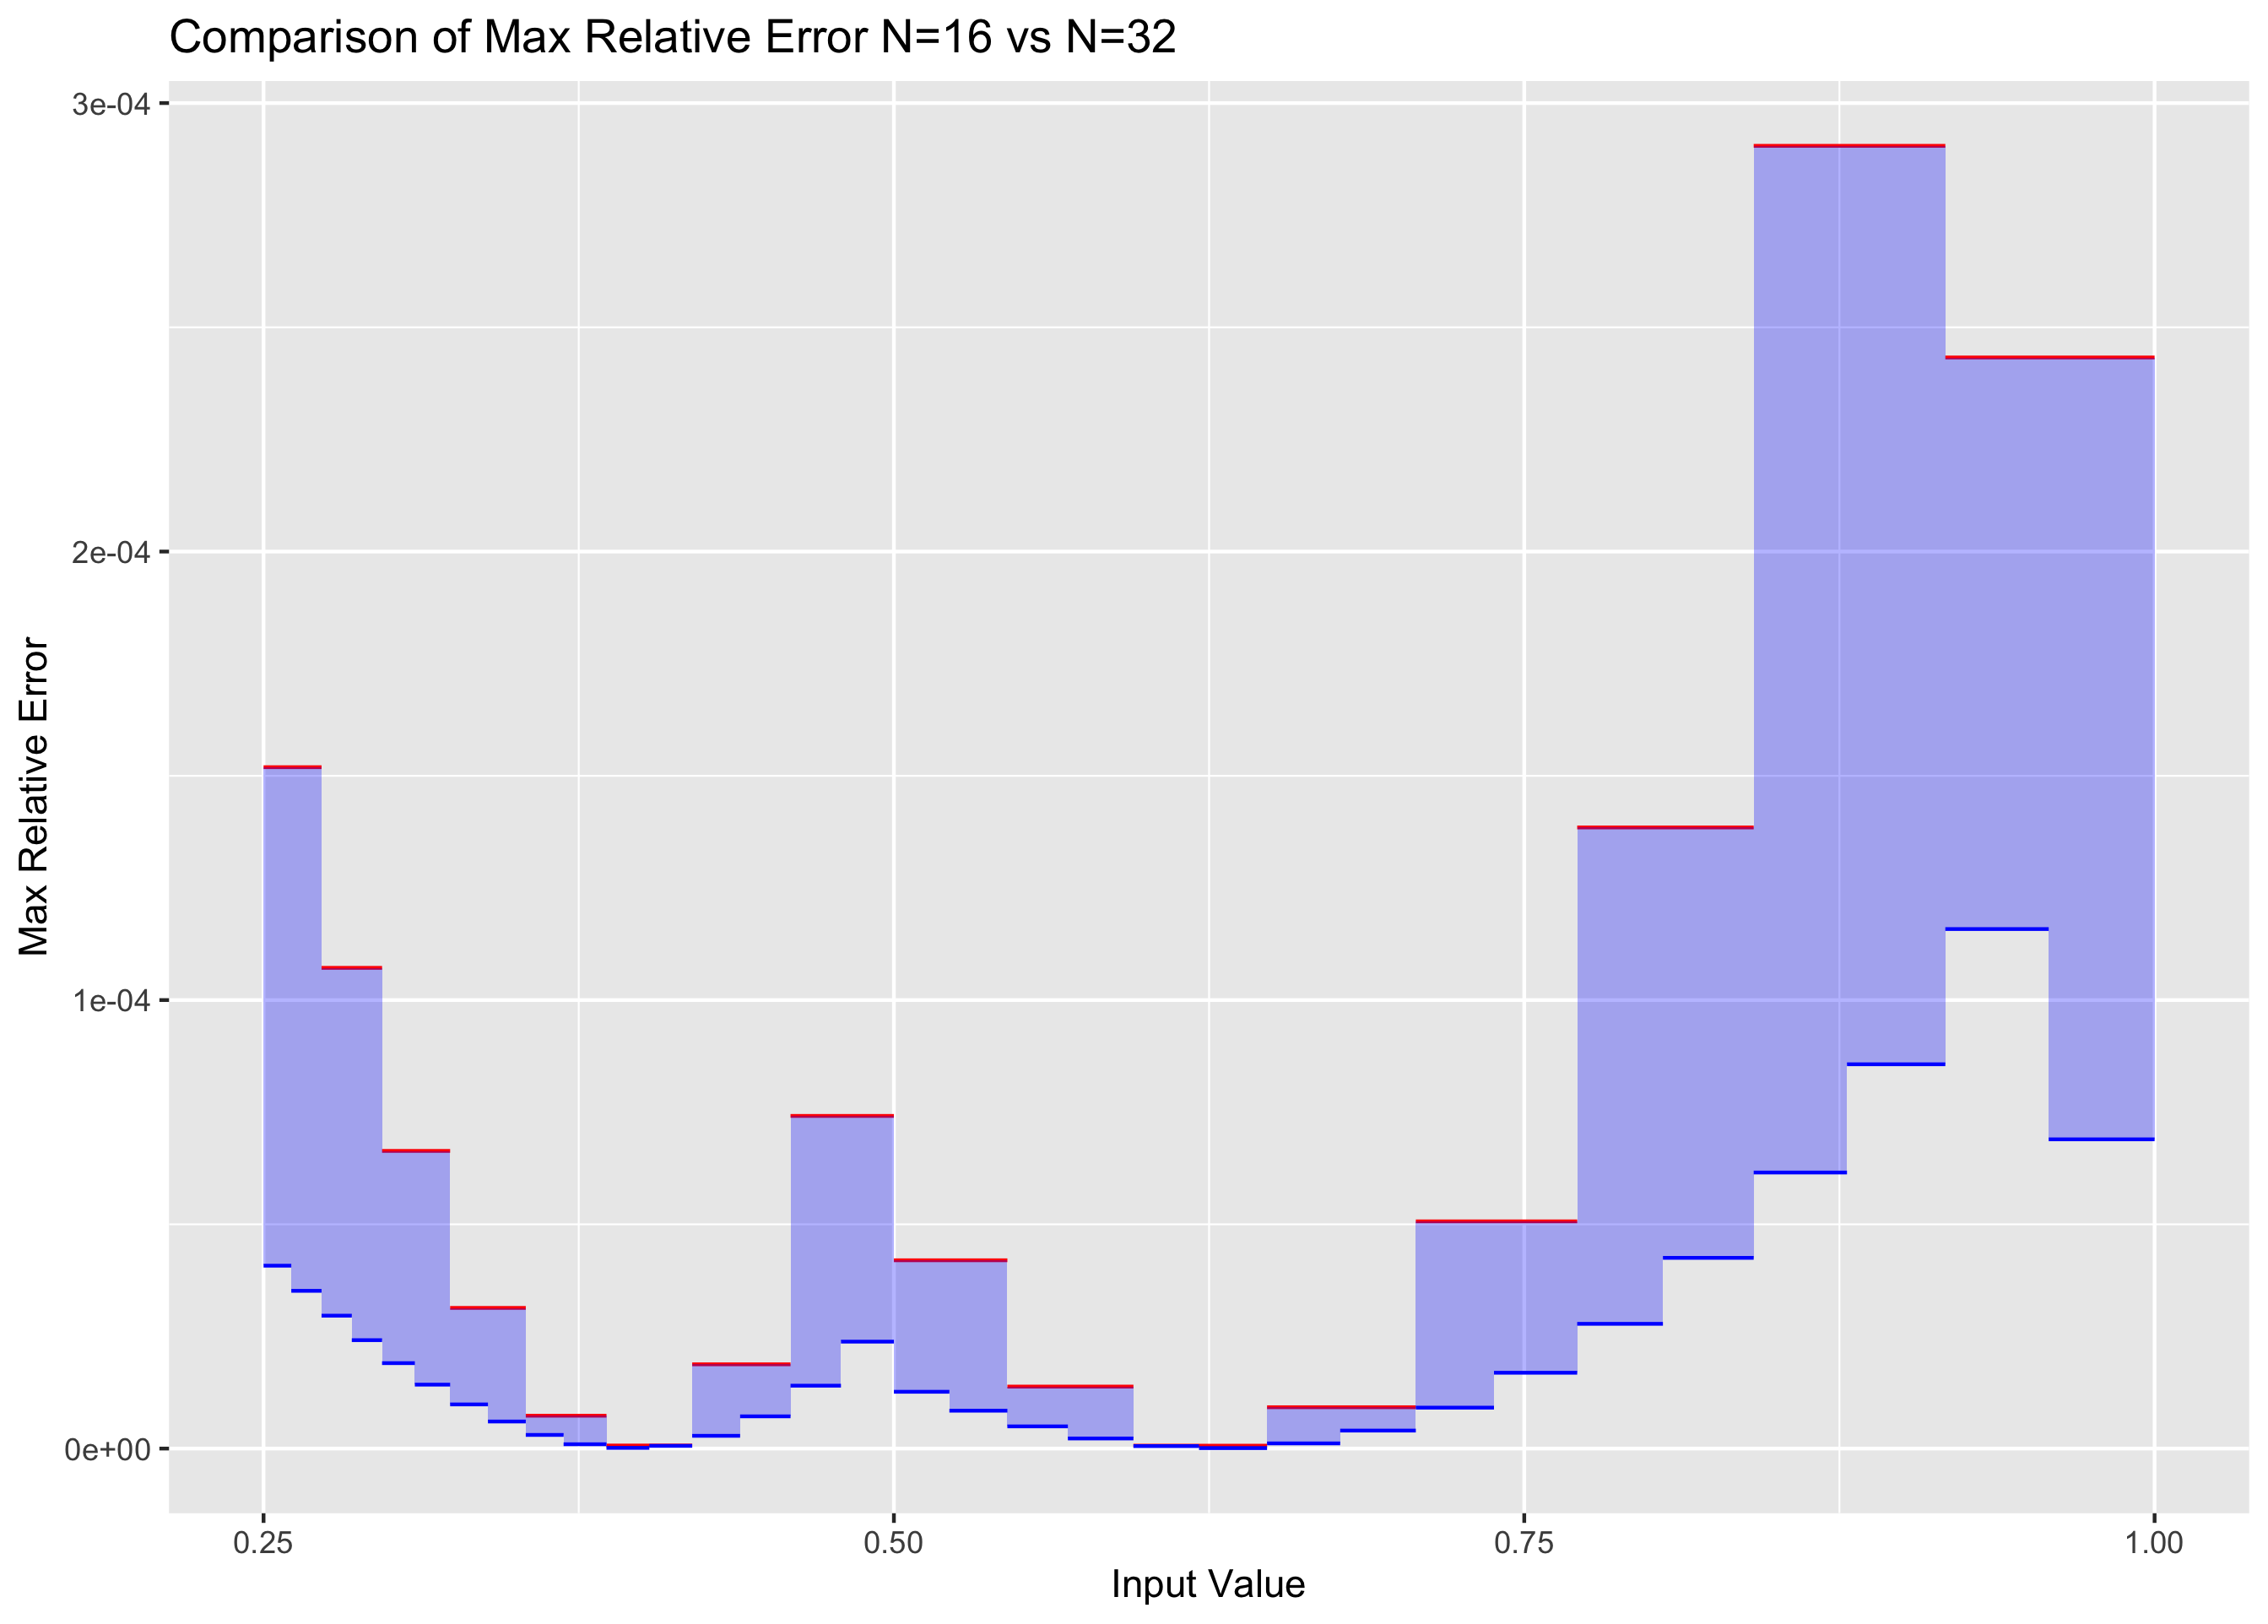 Comparison of Max Relative Error N=16 vs N=32
3e-04
2e-04
1e-04
0e+00
Max Relative Error
0.25
0.50
0.75
1.00
Input Value